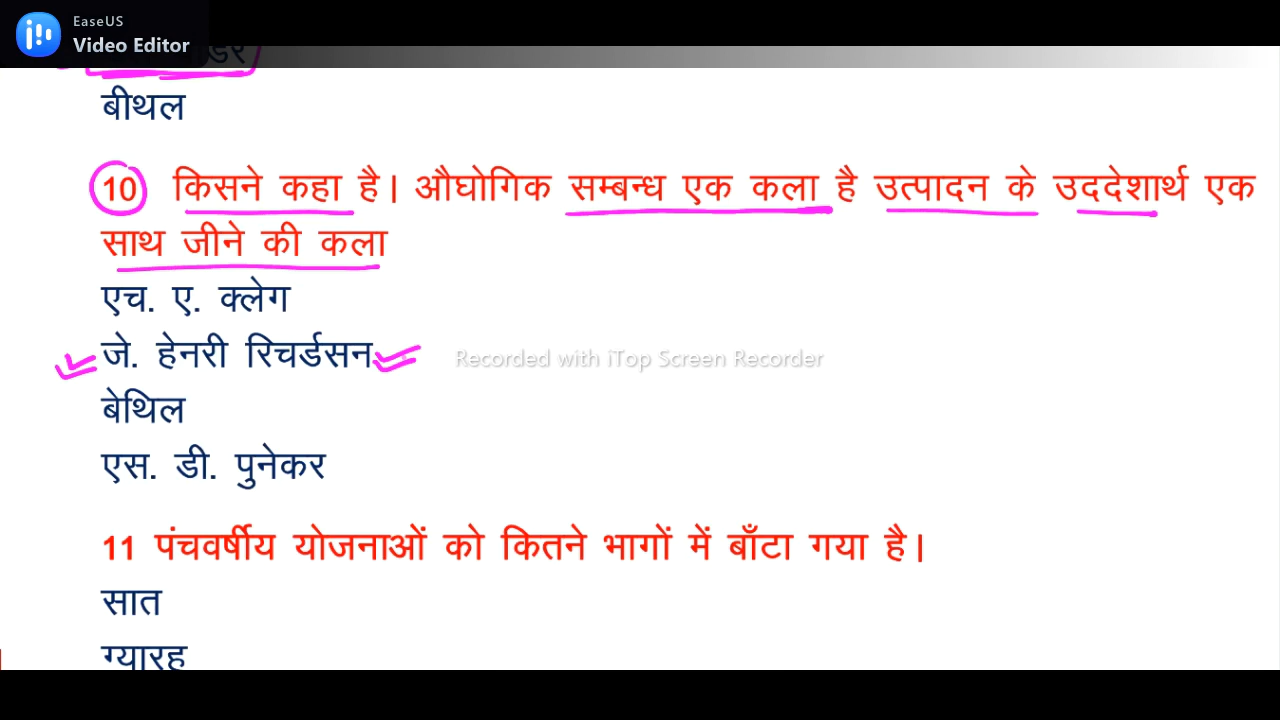 EaseUS
Video Editor
बीथल
10 किसने कहा है। औघोगिक सम्बन्ध एक कला है उत्पादन के उददेशार्थ एक
साथ जीने की कला
एच. ए. क्लेग
जे. हेनरी रिचर्डसन
Recorded with iTop Screen Recorder
बेथिल
एस. डी. पुनेकर
11 पंचवर्षीय योजनाओं को कितने भागों में बाँटा गया है।
सात
ग्यारह